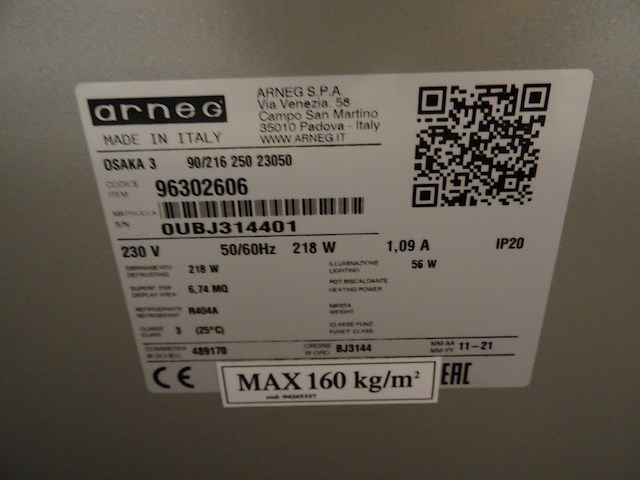 arneg
ARNEG S.P.A.
Via Venezia, 58
Campo San Martino
35010 Padova - Italy
WWW.ARNEG.IT
MADE IN ITALY
OSAKA 3 90/216 250 23050
CODICE
ITEM
96302606
S/N
0UBJ314401
230 V 50/60Hz 218 W 1,09 A IP20
SBRINAMENTO
DEFROSTING
218 W
ILLUMINAZIONE
LIGHTING
56 W
SUPERF. ESP
DISPLAY AREA
6,74 MQ
POT RISCALDANTE
HEATING POWER
REFRIGERANTE
REFRIGERANT
R404A
MASSA
WEIGHT
CLASSE
CLASS
3 (25°C)
CLASSE FUNZ
FUNCT CLASS
COMMESSA
489170
ORDINE
W.ORD.
BJ3144
MM-AA
MM-YY
11-21
CE
MAX 160 kg/m²
cod. 04265357
EAC